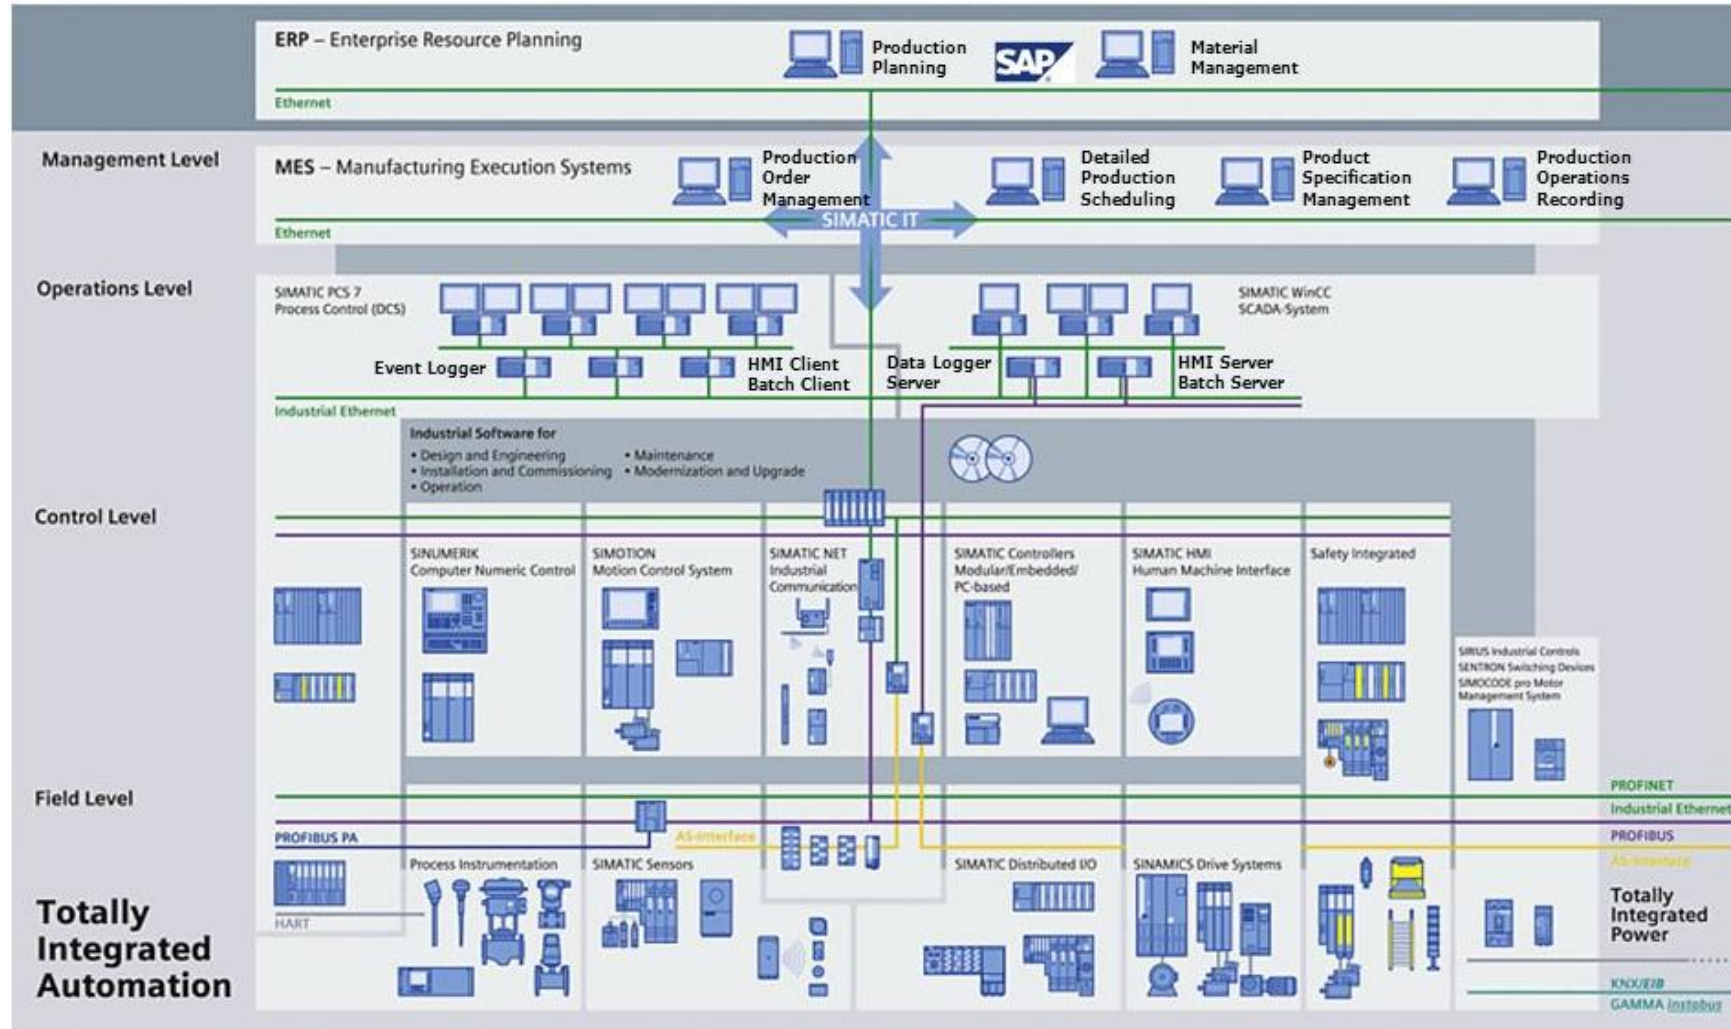 ERP – Enterprise Resource Planning
Production
Planning
SAP
Material
Management
Ethernet
Management Level
MES – Manufacturing Execution Systems
Production
Order
Management
Detailed
Production
Scheduling
Product
Specification
Management
Production
Operations
Recording
SIMATIC IT
Ethernet
Operations Level
SIMATIC PCS 7
Process Control (DCS)
SIMATIC WinCC
SCADA-System
Event Logger
HMI Client
Batch Client
Data Logger
Server
HMI Server
Batch Server
Industrial Ethernet
Industrial Software for
• Design and Engineering
• Installation and Commissioning
• Operation
• Maintenance
• Modernization and Upgrade
Control Level
SINUMERIK
Computer Numeric Control
SIMOTION
Motion Control System
SIMATIC NET
Industrial
Communication
SIMATIC Controllers
Modular/Embedded/
PC-based
SIMATIC HMI
Human Machine Interface
Safety Integrated
SIRIUS Industrial Controls
SENTRON Switching Devices
SIMOCODE pro Motor
Management System
Field Level
PROFINET
Industrial Ethernet
PROFIBUS PA
AS-Interface
PROFIBUS
AS-Interface
HART
Process Instrumentation
SIMATIC Sensors
SIMATIC Distributed I/O
SINAMICS Drive Systems
Totally
Integrated
Automation
Totally
Integrated
Power
KNX/EIB
GAMMA instabus